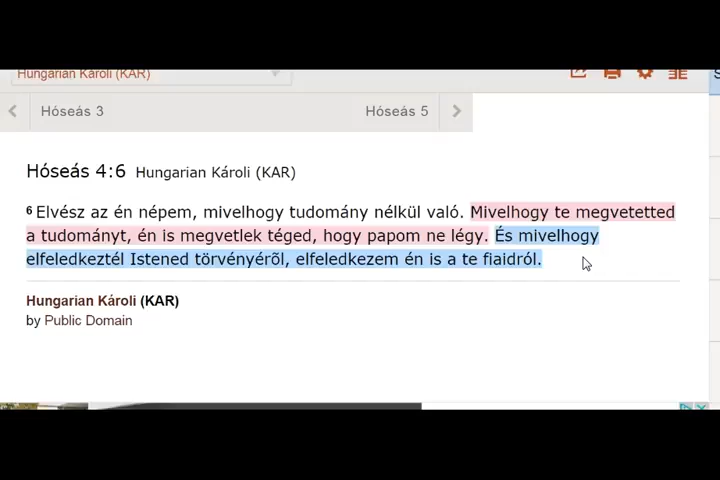 Hungarian Károli (KAR)
Hóseás 3
Hóseás 5
Hóseás 4:6 Hungarian Károli (KAR)
6 Elvész az én népem, mivelhogy tudomány nélkül való. Mivelhogy te megvetetted
a tudományt, én is megvetlek téged, hogy papom ne légy. És mivelhogy
elfeledkeztél Istened törvényérõl, elfeledkezem én is a te fiaidról.
Hungarian Károli (KAR)
by Public Domain